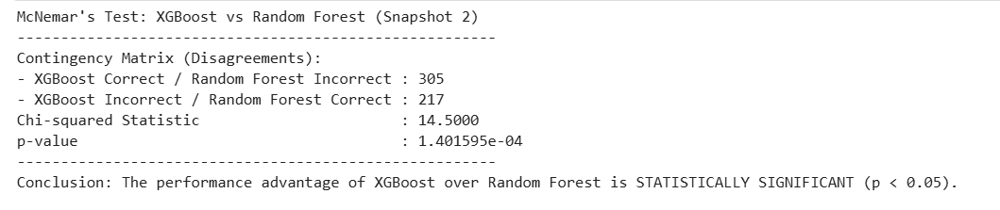 McNemar's Test: XGBoost vs Random Forest (Snapshot 2)
-----------------------------------------------------
Contingency Matrix (Disagreements):
- XGBoost Correct / Random Forest Incorrect : 305
- XGBoost Incorrect / Random Forest Correct : 217
Chi-squared Statistic                       : 14.5000
p-value                                     : 1.401595e-04
-----------------------------------------------------
Conclusion: The performance advantage of XGBoost over Random Forest is STATISTICALLY SIGNIFICANT (p < 0.05).